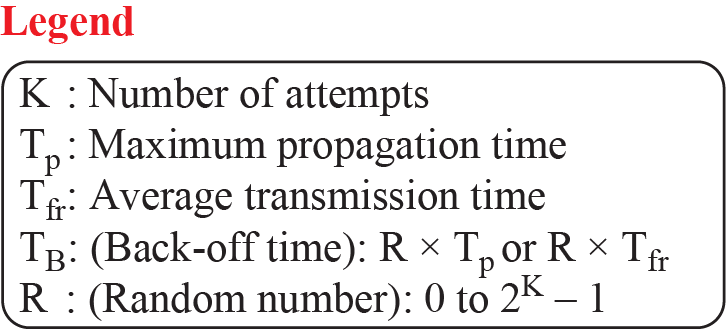 Legend
K : Number of attempts
Tp : Maximum propagation time
Tfr: Average transmission time
TB: (Back-off time): R × Tp or R × Tfr
R : (Random number): 0 to 2^K – 1